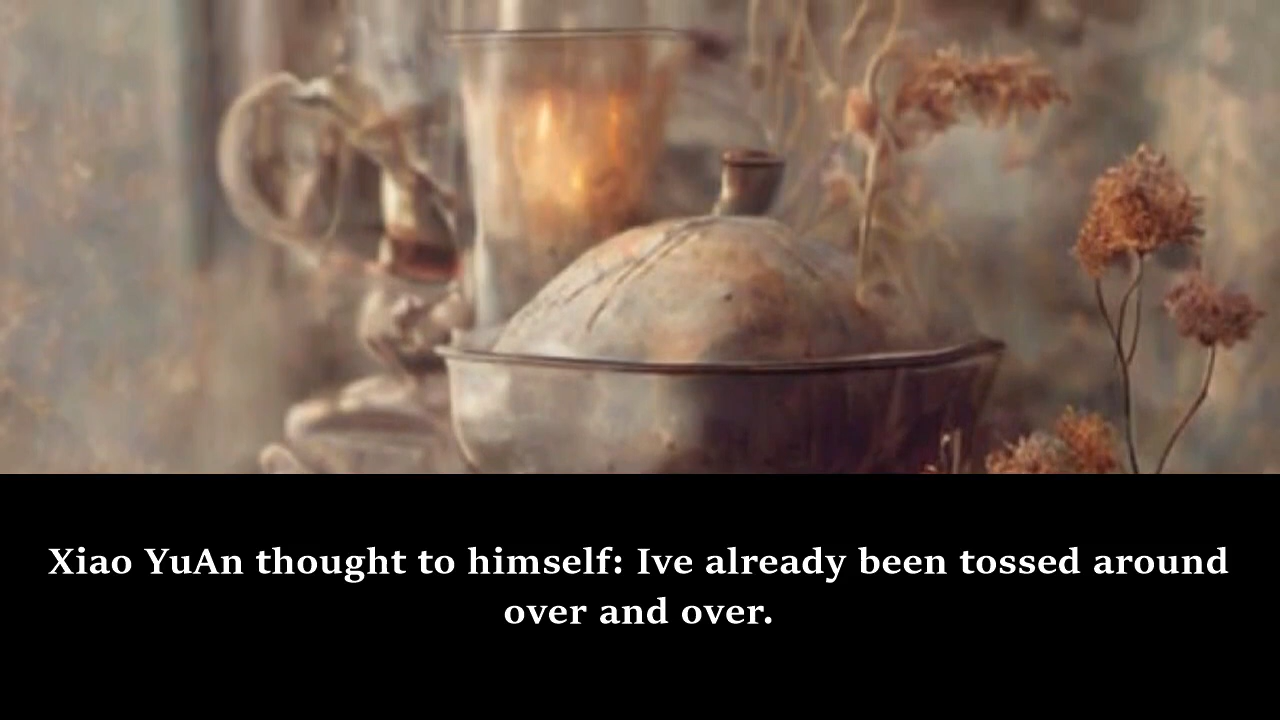 Xiao YuAn thought to himself: Ive already been tossed around
over and over.